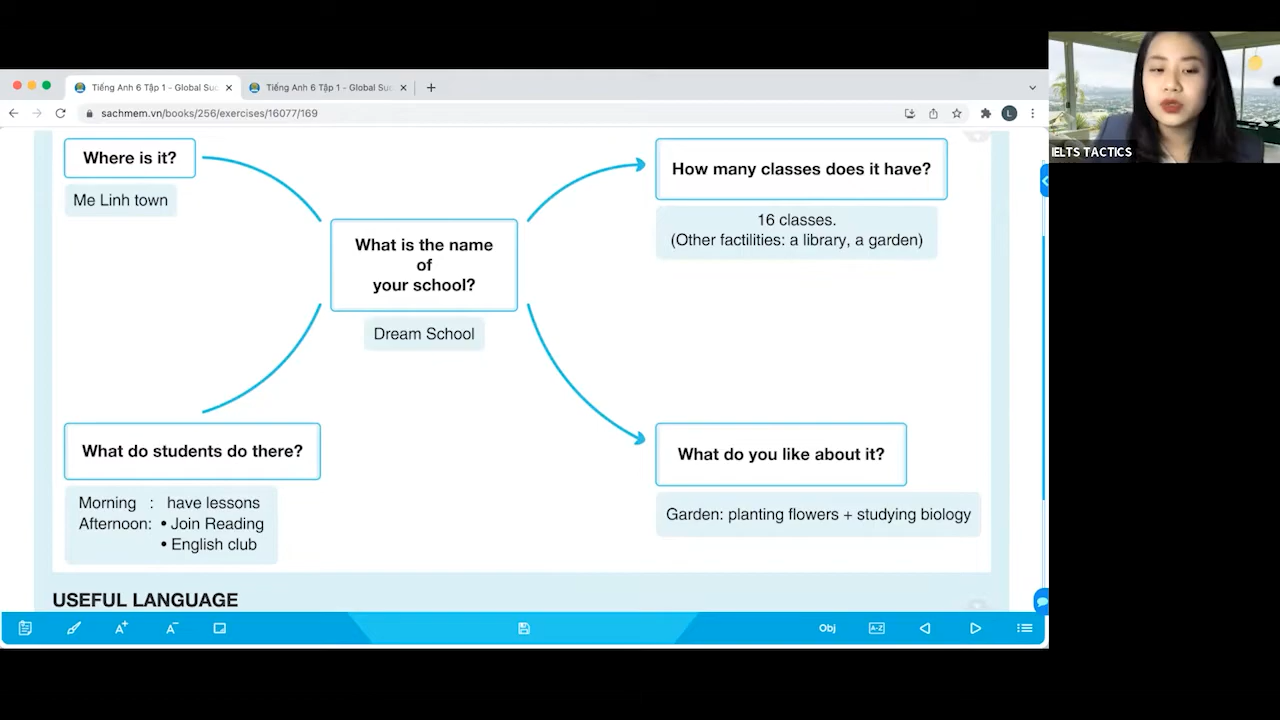 Tiếng Anh 6 Tập 1 - Global Suc
Tiếng Anh 6 Tập 1 - Global Suc
sachmem.vn/books/256/exercises/16077/169
L
IELTS TACTICS
Where is it?
Me Linh town
How many classes does it have?
16 classes.
(Other factilities: a library, a garden)
What is the name
of
your school?
Dream School
What do students do there?
Morning : have lessons
Afternoon: • Join Reading
• English club
What do you like about it?
Garden: planting flowers + studying biology
USEFUL LANGUAGE
A+
A-
Obj
A-Z